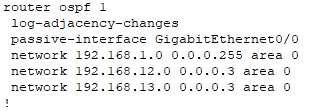 router ospf 1
log-adjacency-changes
passive-interface GigabitEthernet0/0
network 192.168.1.0 0.0.0.255 area 0
network 192.168.12.0 0.0.0.3 area 0
network 192.168.13.0 0.0.0.3 area 0
!